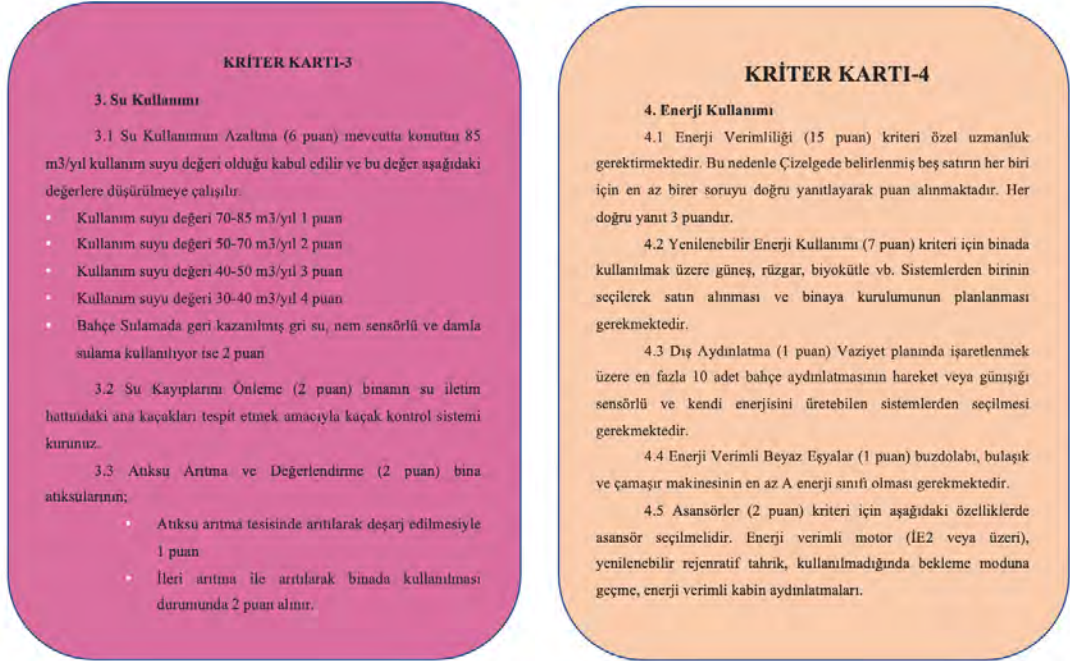 KRİTER KARTI-3
3. Su Kullanımı
3.1 Su Kullanımın Azaltma (6 puan) mevcutta konutun 85
m3/yıl kullanım suyu değeri olduğu kabul edilir ve bu değer aşağıdaki
değerlere düşürülmeye çalışılır.
• Kullanım suyu değeri 70-85 m3/yıl 1 puan
• Kullanım suyu değeri 50-70 m3/yıl 2 puan
• Kullanım suyu değeri 40-50 m3/yıl 3 puan
• Kullanım suyu değeri 30-40 m3/yıl 4 puan
• Bahçe Sulamada geri kazanılmış gri su, nem sensörlü ve damla
sulama kullanılıyor ise 2 puan
3.2 Su Kayıplarını Önleme (2 puan) binanın su iletim
hattındaki ana kaçakları tespit etmek amacıyla kaçak kontrol sistemi
kurunuz.
3.3 Atıksu Arıtma ve Değerlendirme (2 puan) bina
atıksularının;
• Atıksu arıtma tesisinde arıtılarak deşarj edilmesiyle
1 puan
• İleri arıtma ile arıtılarak binada kullanılması
durumunda 2 puan alınır.
KRİTER KARTI-4
4. Enerji Kullanımı
4.1 Enerji Verimliliği (15 puan) kriteri özel uzmanluk
gerektirmektedir. Bu nedenle Çizelgede belirlenmiş beş satırın her biri
için en az birer soruyu doğru yanıtlayarak puan alınmaktadır. Her
doğru yanıt 3 puandır.
4.2 Yenilenebilir Enerji Kullanımı (7 puan) kriteri için binada
kullanılmak üzere güneş, rüzgar, biyokütle vb. Sistemlerden birinin
seçilerek satın alınması ve binaya kurulumunun planlanması
gerekmektedir.
4.3 Dış Aydınlatma (1 puan) Vaziyet planında işaretlenmek
üzere en fazla 10 adet bahçe aydınlatmasının hareket veya günışığı
sensörlü ve kendi enerjisini üretebilen sistemlerden seçilmesi
gerekmektedir.
4.4 Enerji Verimli Beyaz Eşyalar (1 puan) buzdolabı, bulaşık
ve çamaşır makinesinin en az A enerji sınıfı olması gerekmektedir.
4.5 Asansörler (2 puan) kriteri için aşağıdaki özelliklerde
asansör seçilmelidir. Enerji verimli motor (İE2 veya üzeri),
yenilenebilir rejenratif tahrik, kullanılmadığında bekleme moduna
geçme, enerji verimli kabin aydınlatmaları.